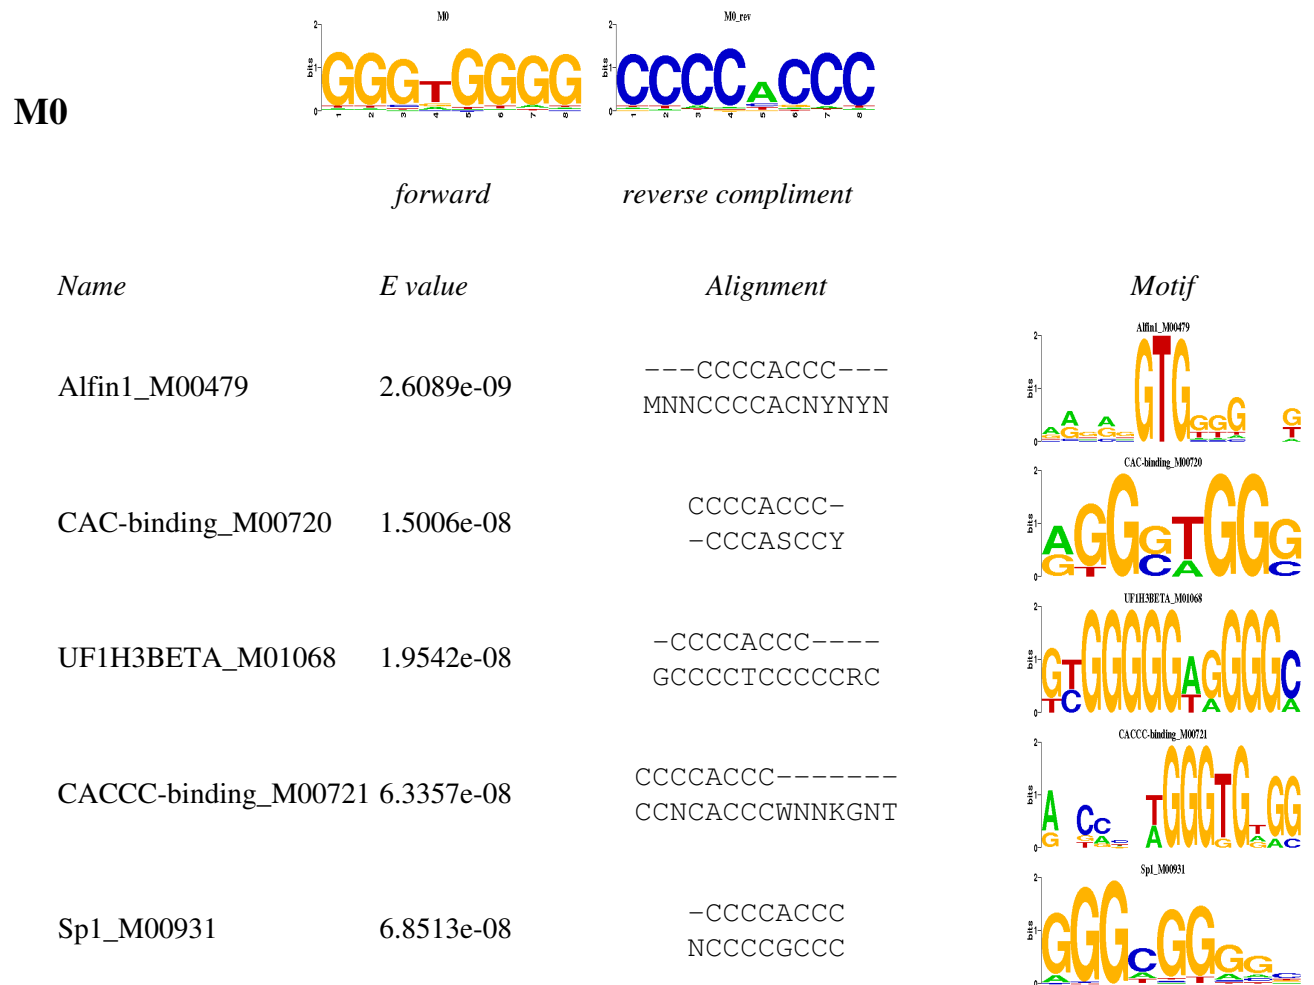 M0 M0_rev
M0
forward reverse compliment
Name E value Alignment Motif
Alfin1_M00479
Alfin1_M00479 2.6089e-09 ---CCCCACCC---
MNNCCCCACNYNYN
CAC-binding_M00720
CAC-binding_M00720 1.5006e-08 CCCCACCC-
-CCCASCCY
UF1H3BETA_M01068
UF1H3BETA_M01068 1.9542e-08 -CCCCACCC----
GCCCCTCCCCCRC
CACCC-binding_M00721
CACCC-binding_M00721 6.3357e-08 CCCCACCC-------
CCNCACCCWNNKGNT
Sp1_M00931
Sp1_M00931 6.8513e-08 -CCCCACCC
NCCCCGCCC